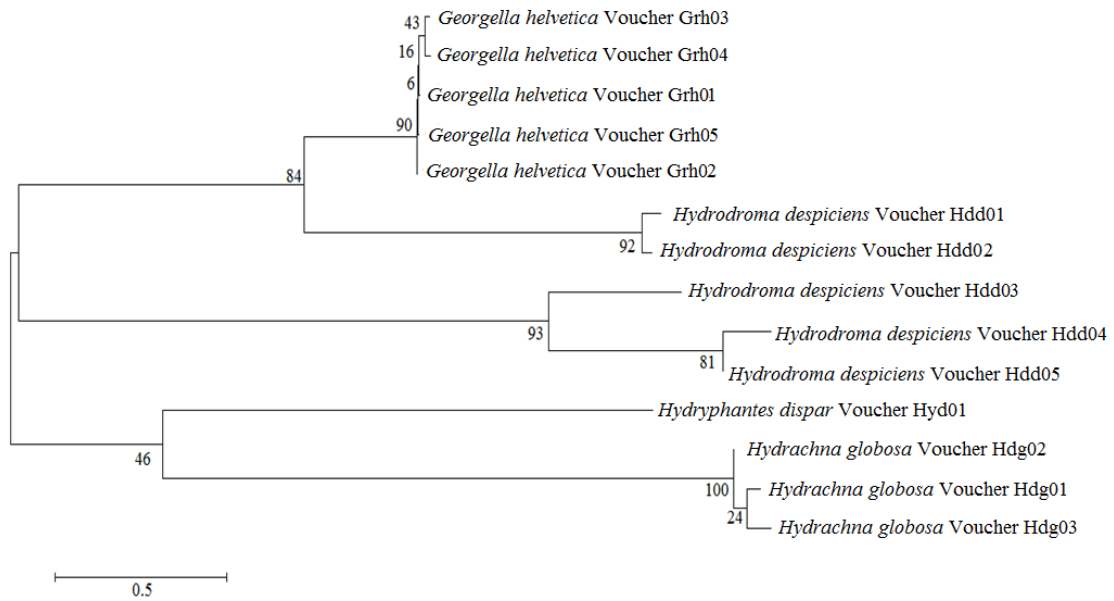 43
Georgella helvetica Voucher Grh03
16
Georgella helvetica Voucher Grh04
6
Georgella helvetica Voucher Grh01
90
Georgella helvetica Voucher Grh05
84
Georgella helvetica Voucher Grh02
Hydrodroma despiciens Voucher Hdd01
92
Hydrodroma despiciens Voucher Hdd02
Hydrodroma despiciens Voucher Hdd03
93
Hydrodroma despiciens Voucher Hdd04
81
Hydrodroma despiciens Voucher Hdd05
Hydryphantes dispar Voucher Hyd01
46
Hydrachna globosa Voucher Hdg02
100
Hydrachna globosa Voucher Hdg01
24
Hydrachna globosa Voucher Hdg03
0.5